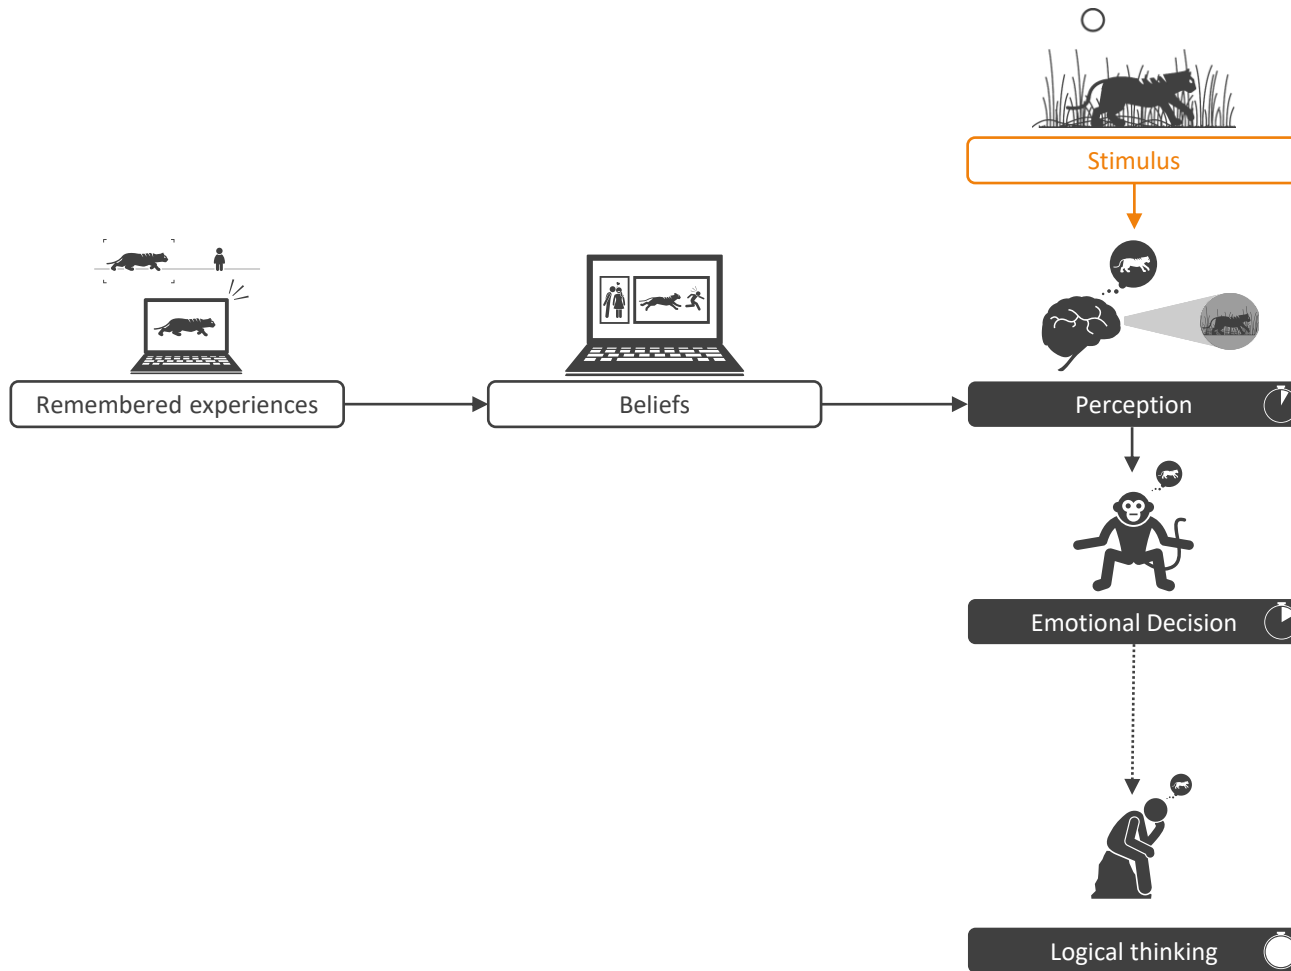 Stimulus
Remembered experiences
Beliefs
Perception
Emotional Decision
Logical thinking